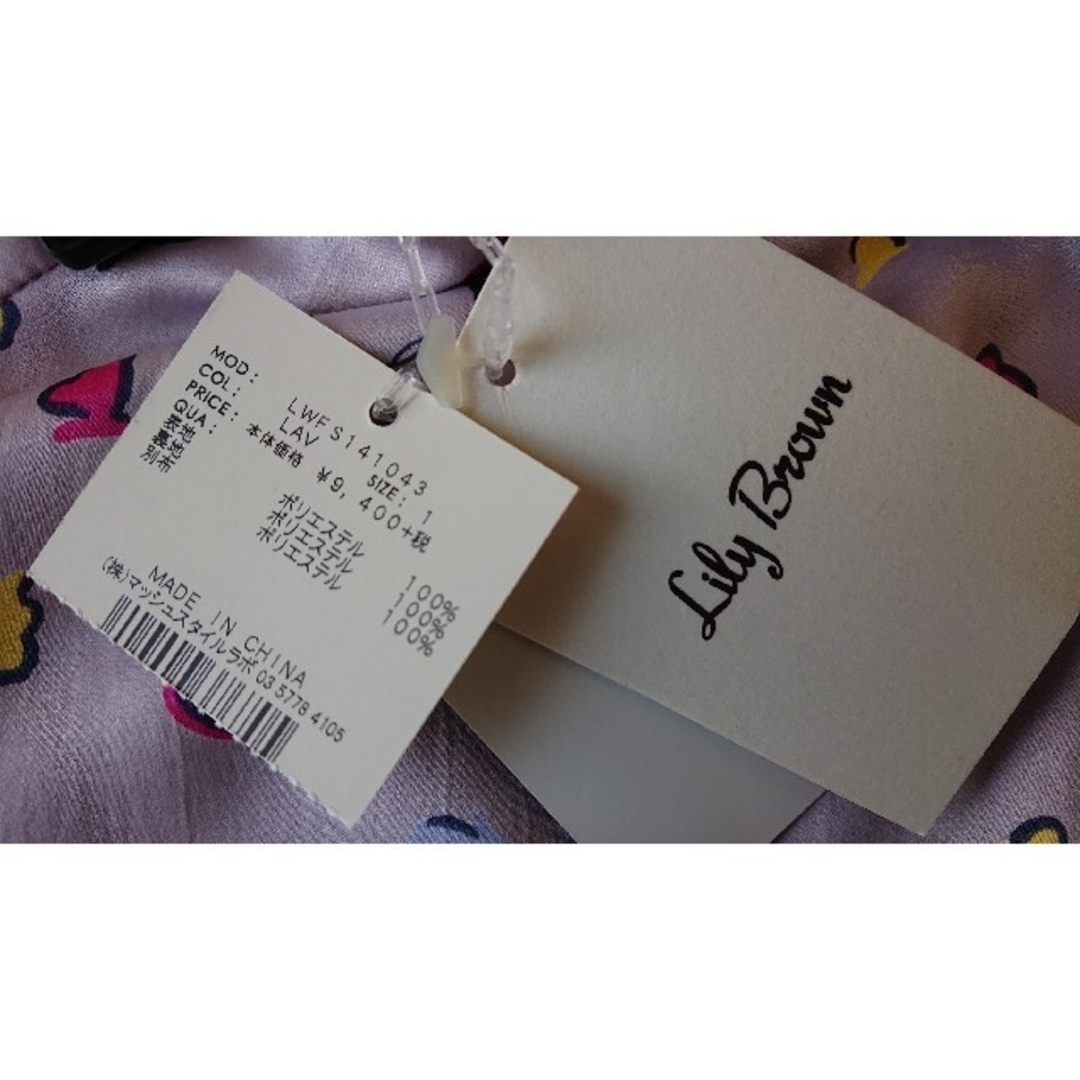 MOD: LWFS141043
COL: LAV SIZE: 1
PRICE: 本体価格 ¥9,400+税
QUA:
表地 ポリエステル 100%
裏地 ポリエステル 100%
別布 ポリエステル 100%
MADE IN CHINA
(株)マッシュスタイルラボ 03 5778 4105
Lily Brown